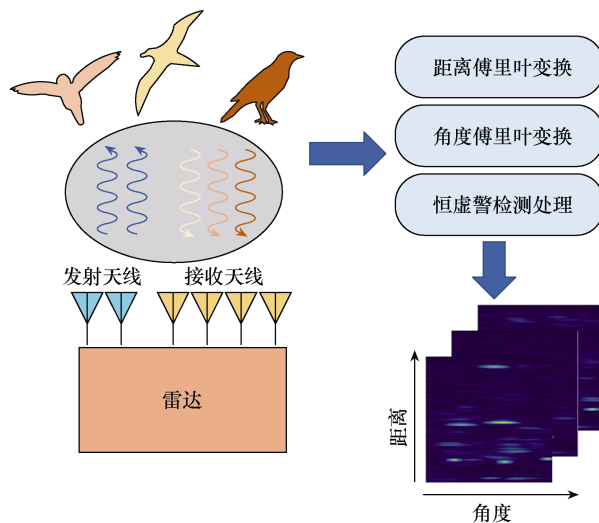 距离傅里叶变换
角度傅里叶变换
恒虚警检测处理
发射天线
接收天线
雷达
距离
角度